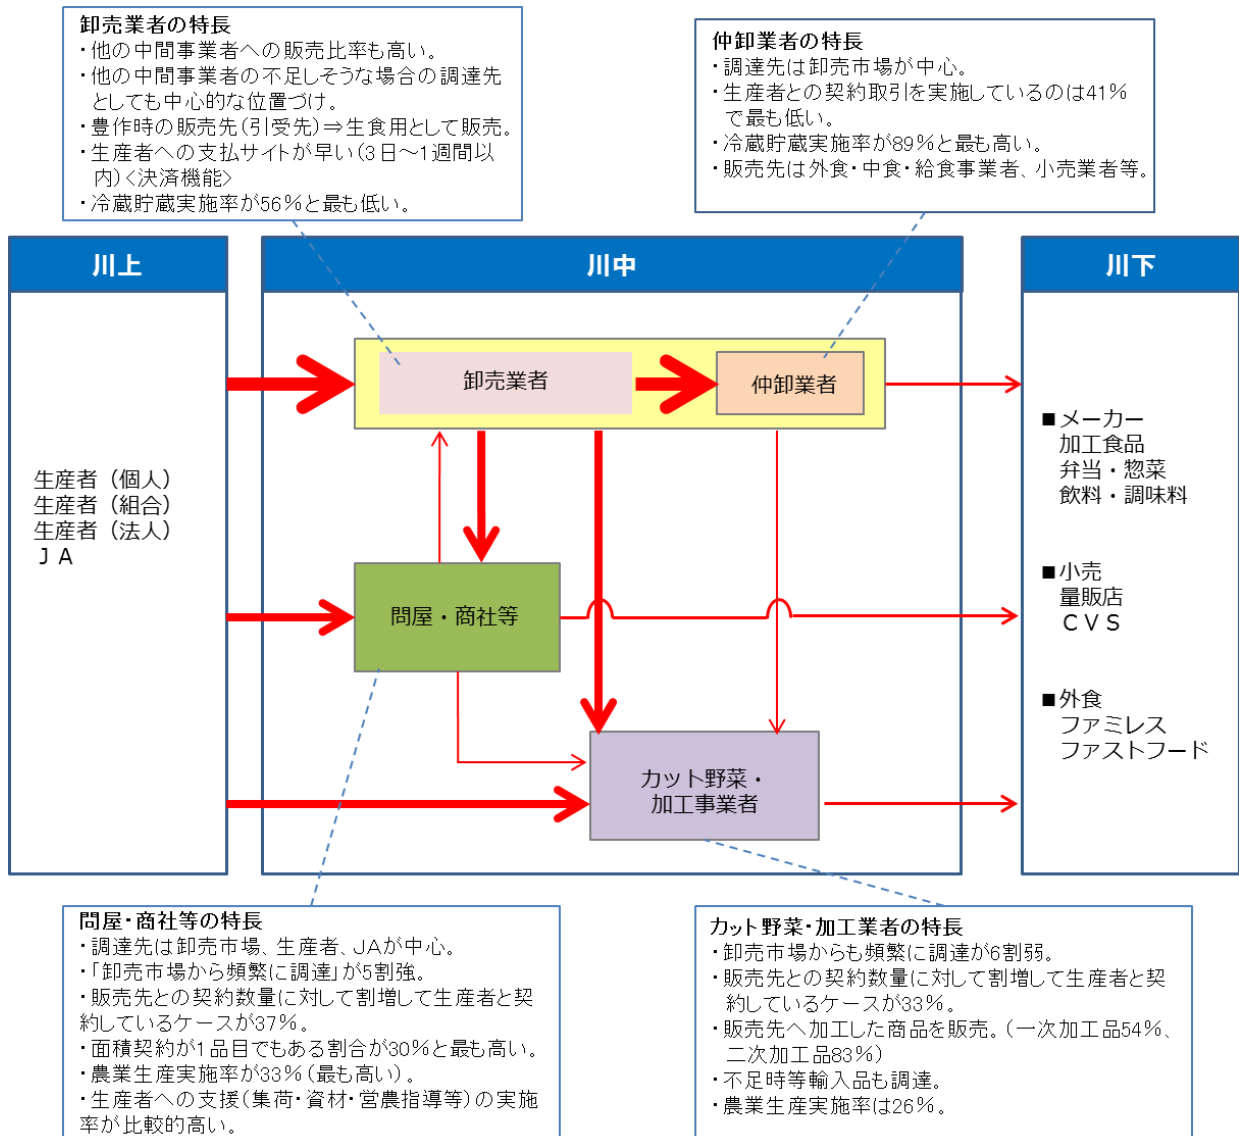 卸売業者の特長
・他の中間事業者への販売比率も高い。
・他の中間事業者の不足しそうな場合の調達先
としても中心的な位置づけ。
・豊作時の販売先(引受先)⇒生食用として販売。
・生産者への支払サイトが早い(3日～1週間以
内)<決済機能>
・冷蔵貯蔵実施率が56%と最も低い。
仲卸業者の特長
・調達先は卸売市場が中心。
・生産者との契約取引を実施しているのは41%
で最も低い。
・冷蔵貯蔵実施率が89%と最も高い。
・販売先は外食・中食・給食事業者、小売業者等。
川上
川中
川下
卸売業者
仲卸業者
生産者（個人）
生産者（組合）
生産者（法人）
ＪＡ
問屋・商社等
カット野菜・
加工事業者
■メーカー
加工食品
弁当・惣菜
飲料・調味料
■小売
量販店
ＣＶＳ
■外食
ファミレス
ファストフード
問屋・商社等の特長
・調達先は卸売市場、生産者、JAが中心。
・「卸売市場から頻繁に調達」が5割強。
・販売先との契約数量に対して割増して生産者と契
約しているケースが37%。
・面積契約が1品目でもある割合が30%と最も高い。
・農業生産実施率が33%(最も高い)。
・生産者への支援(集荷・資材・営農指導等)の実施
率が比較的高い。
カット野菜・加工業者の特長
・卸売市場からも頻繁に調達が6割弱。
・販売先との契約数量に対して割増して生産者と契
約しているケースが33%。
・販売先へ加工した商品を販売。(一次加工品54%、
二次加工品83%)
・不足時等輸入品も調達。
・農業生産実施率は26%。